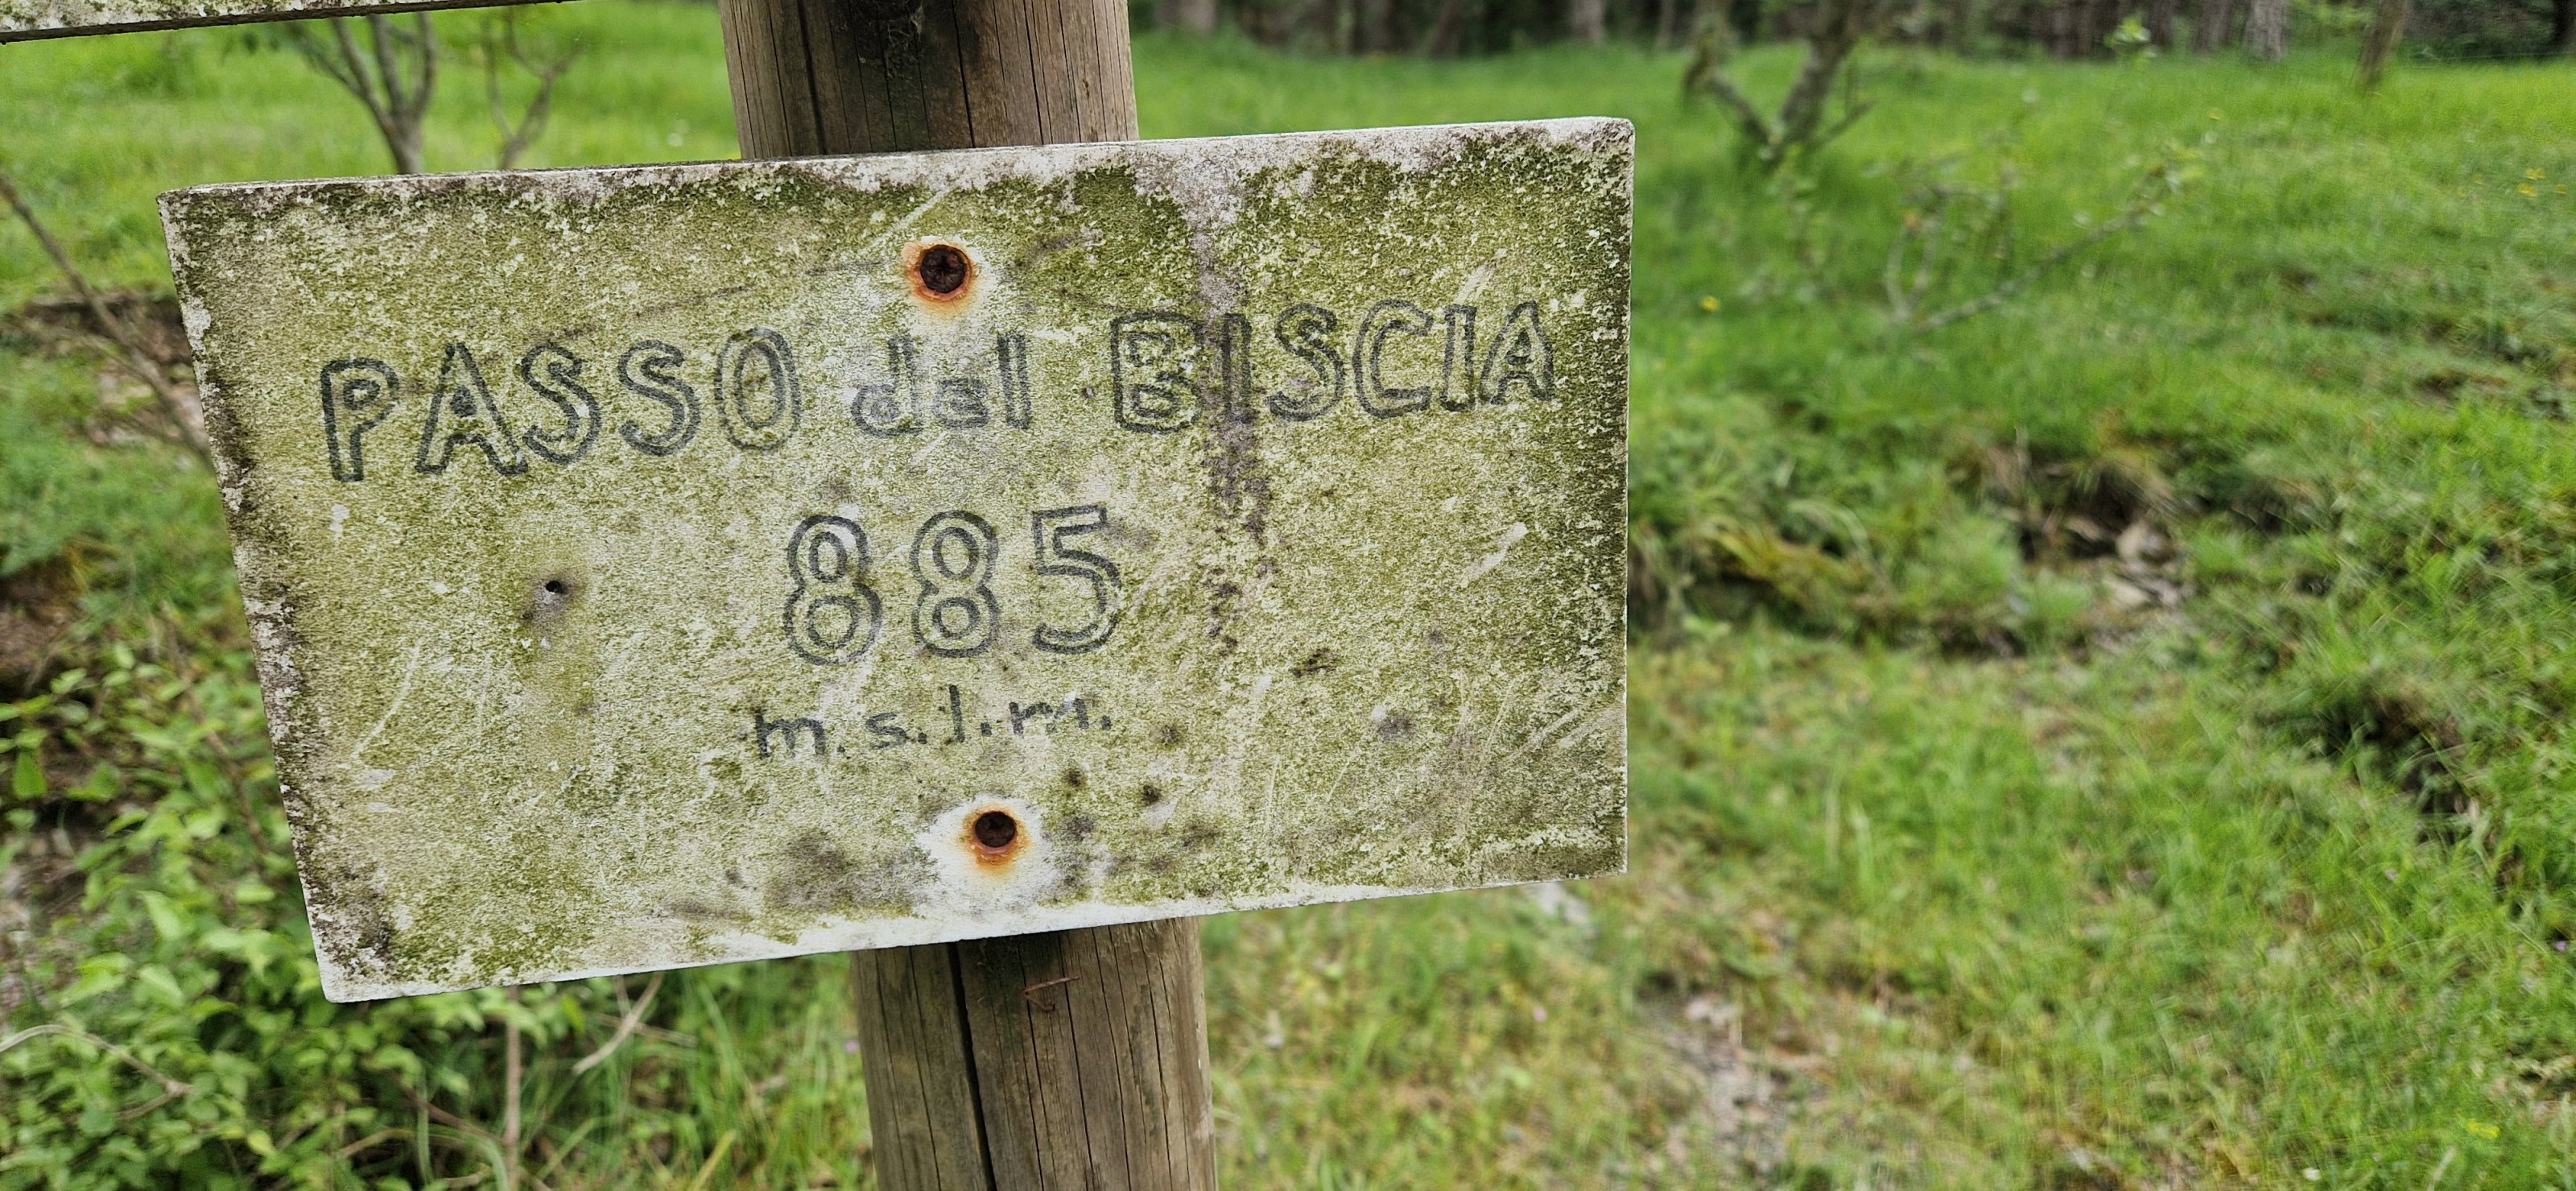 PASSO del BISCIA
885
m.s.l.m.